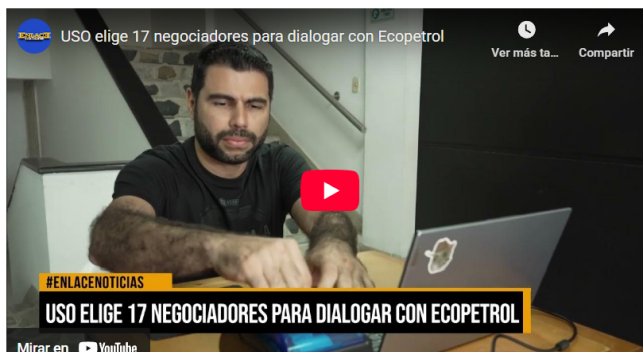 ENLACE
USO elige 17 negociadores para dialogar con Ecopetrol
Ver más ta...
Compartir
#ENLACENOTICIAS
USO ELIGE 17 NEGOCIADORES PARA DIALOGAR CON ECOPETROL
Mirar en YouTube